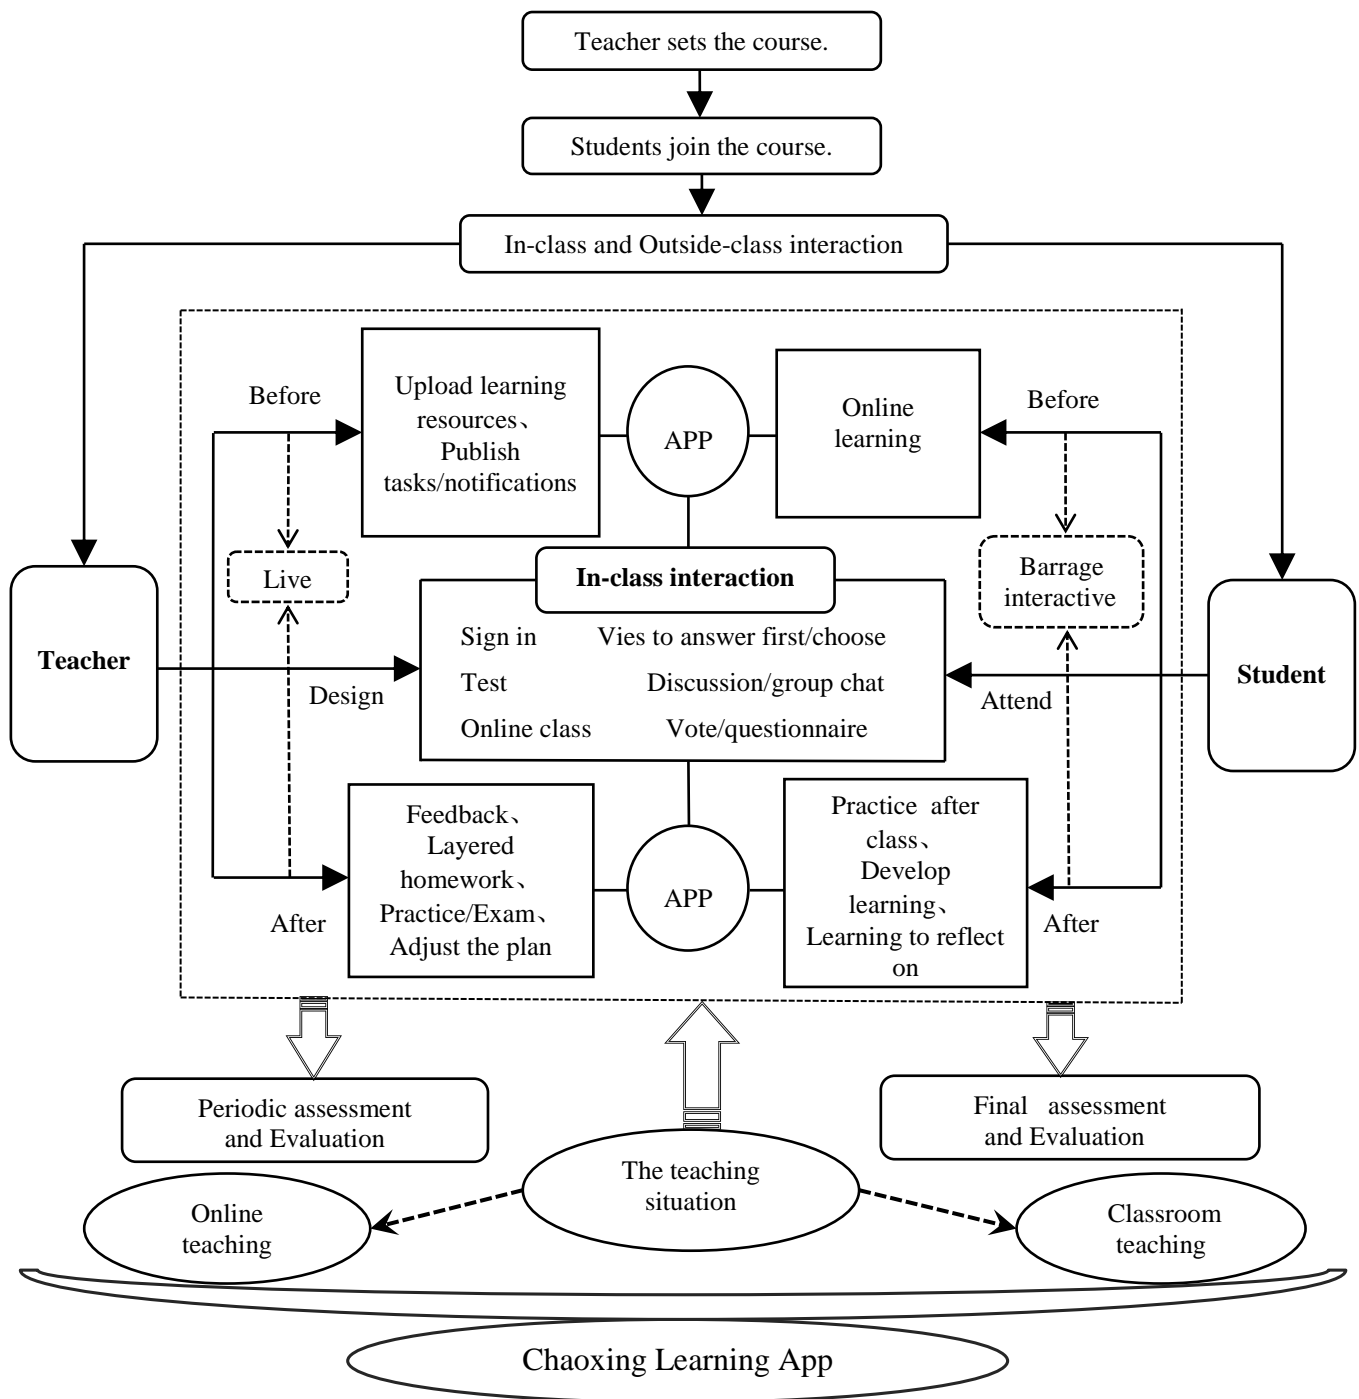 Teacher sets the course.
Students join the course.
In-class and Outside-class interaction
Before
Upload learning
resources、
Publish
tasks/notifications
APP
Online
learning
Before
Live
In-class interaction
Barrage
interactive
Teacher
Design
Sign in
Vies to answer first/choose
Test
Discussion/group chat
Online class
Vote/questionnaire
Attend
Student
After
Feedback、
Layered
homework、
Practice/Exam、
Adjust the plan
APP
Practice after
class、
Develop
learning、
Learning to reflect
on
After
Periodic assessment
and Evaluation
Final assessment
and Evaluation
The teaching
situation
Online
teaching
Classroom
teaching
Chaoxing Learning App